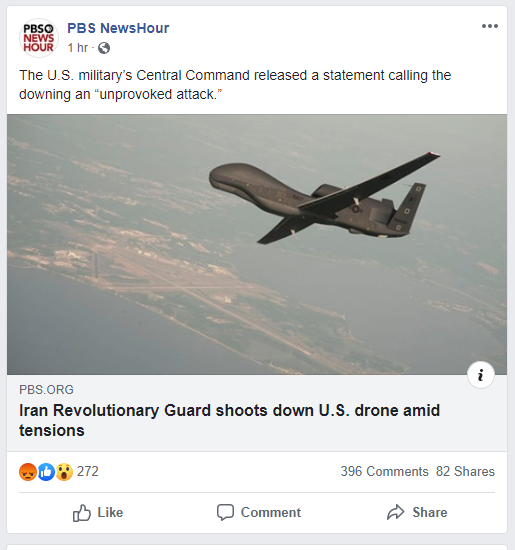 PBS
NEWS
HOUR
PBS NewsHour
1 hr ·
The U.S. military's Central Command released a statement calling the
downing an "unprovoked attack."
i
PBS.ORG
Iran Revolutionary Guard shoots down U.S. drone amid
tensions
272 396 Comments 82 Shares
Like Comment Share